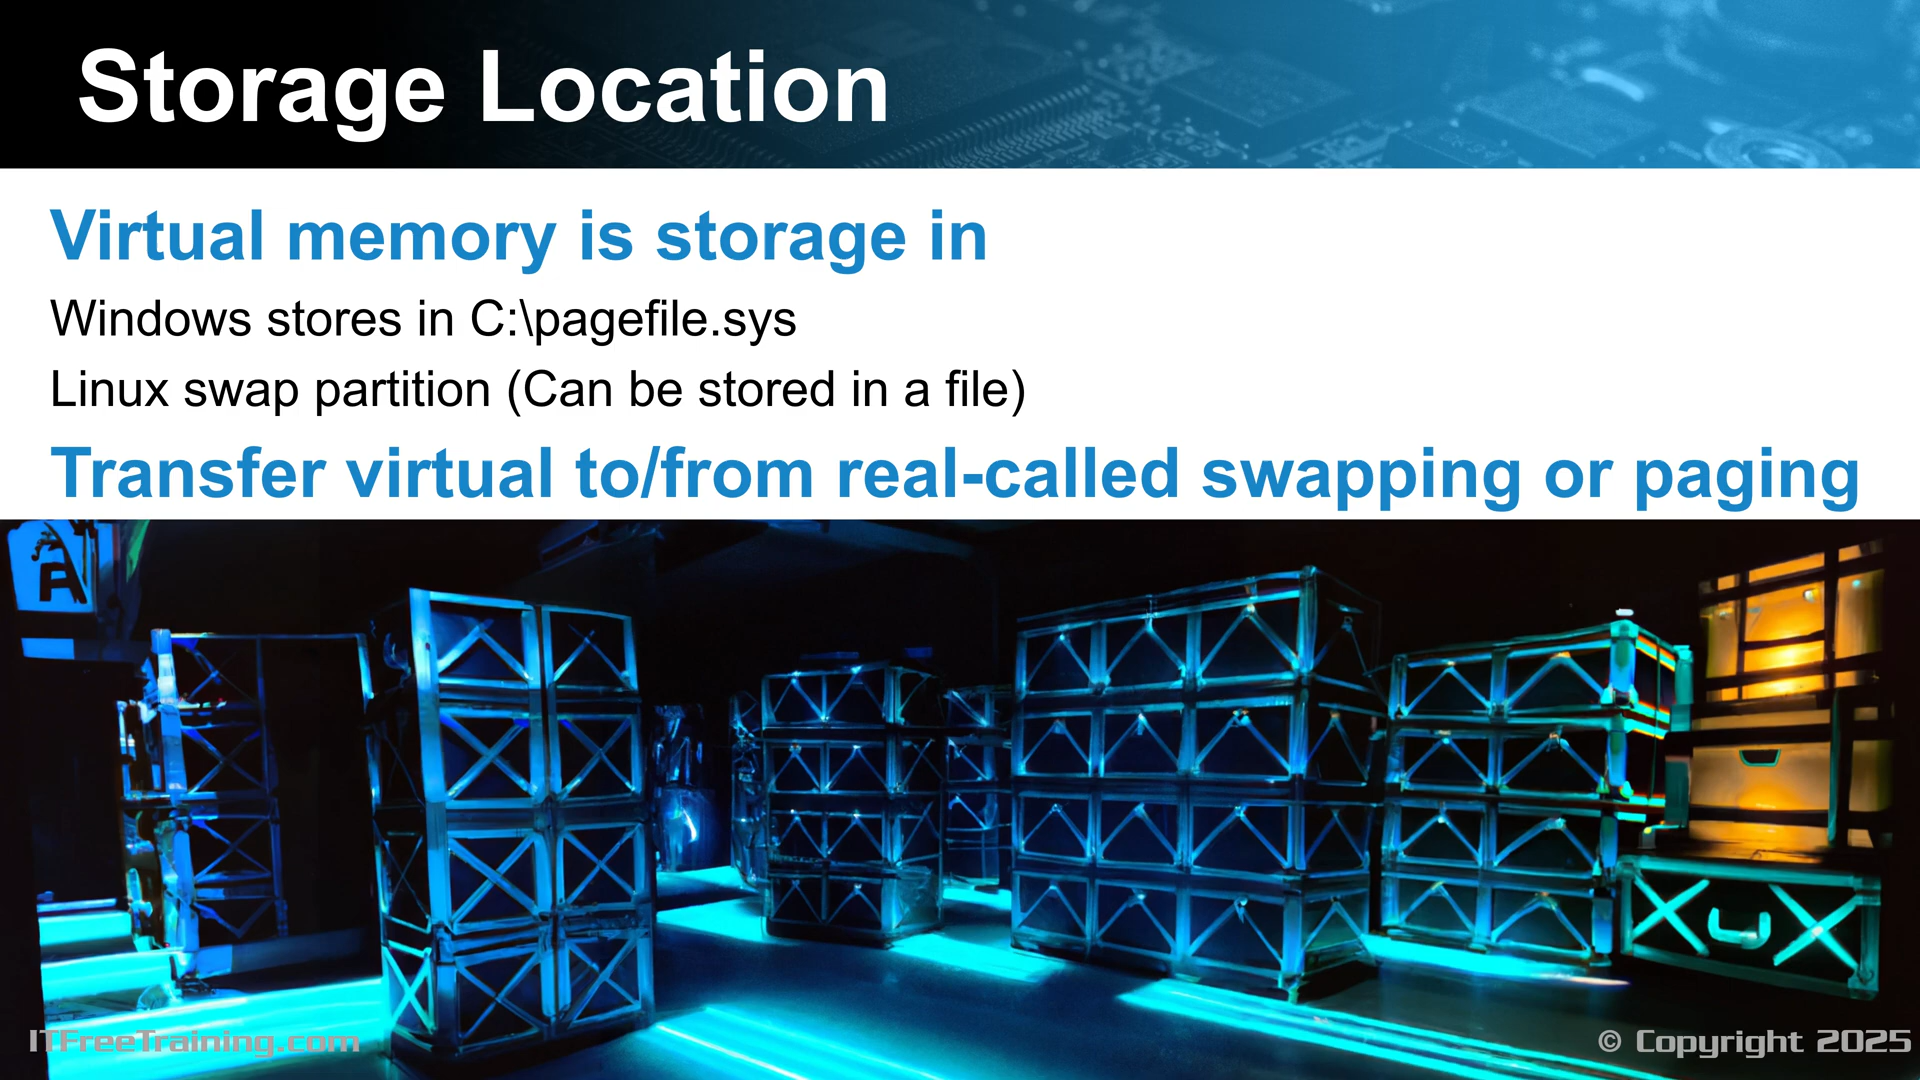 Storage Location
Virtual memory is storage in
Windows stores in C:\pagefile.sys
Linux swap partition (Can be stored in a file)
Transfer virtual to/from real-called swapping or paging
ITFreeTraining.com
© Copyright 2025